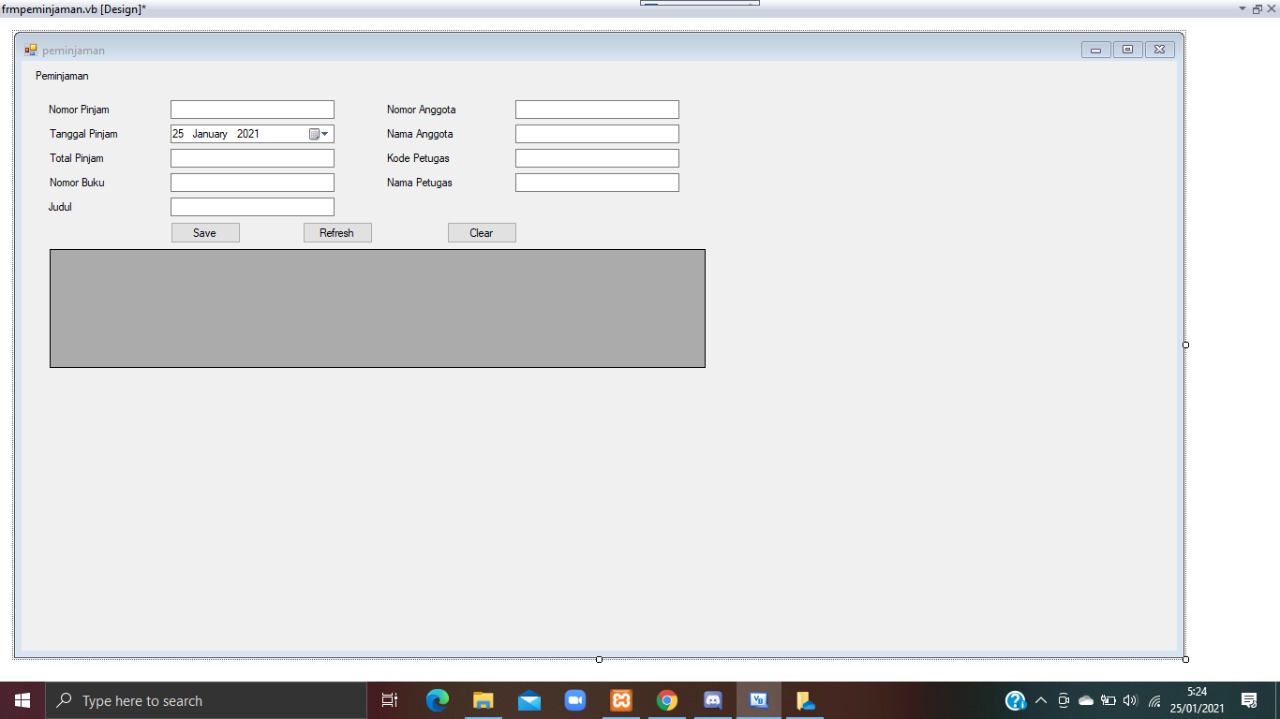 frmpeminjaman.vb [Design]*
peminjaman
Peminjaman
Nomor Pinjam
Nomor Anggota
Tanggal Pinjam
25 January 2021
Nama Anggota
Total Pinjam
Kode Petugas
Nomor Buku
Nama Petugas
Judul
Save
Refresh
Clear
Type here to search
VB
5:24
25/01/2021